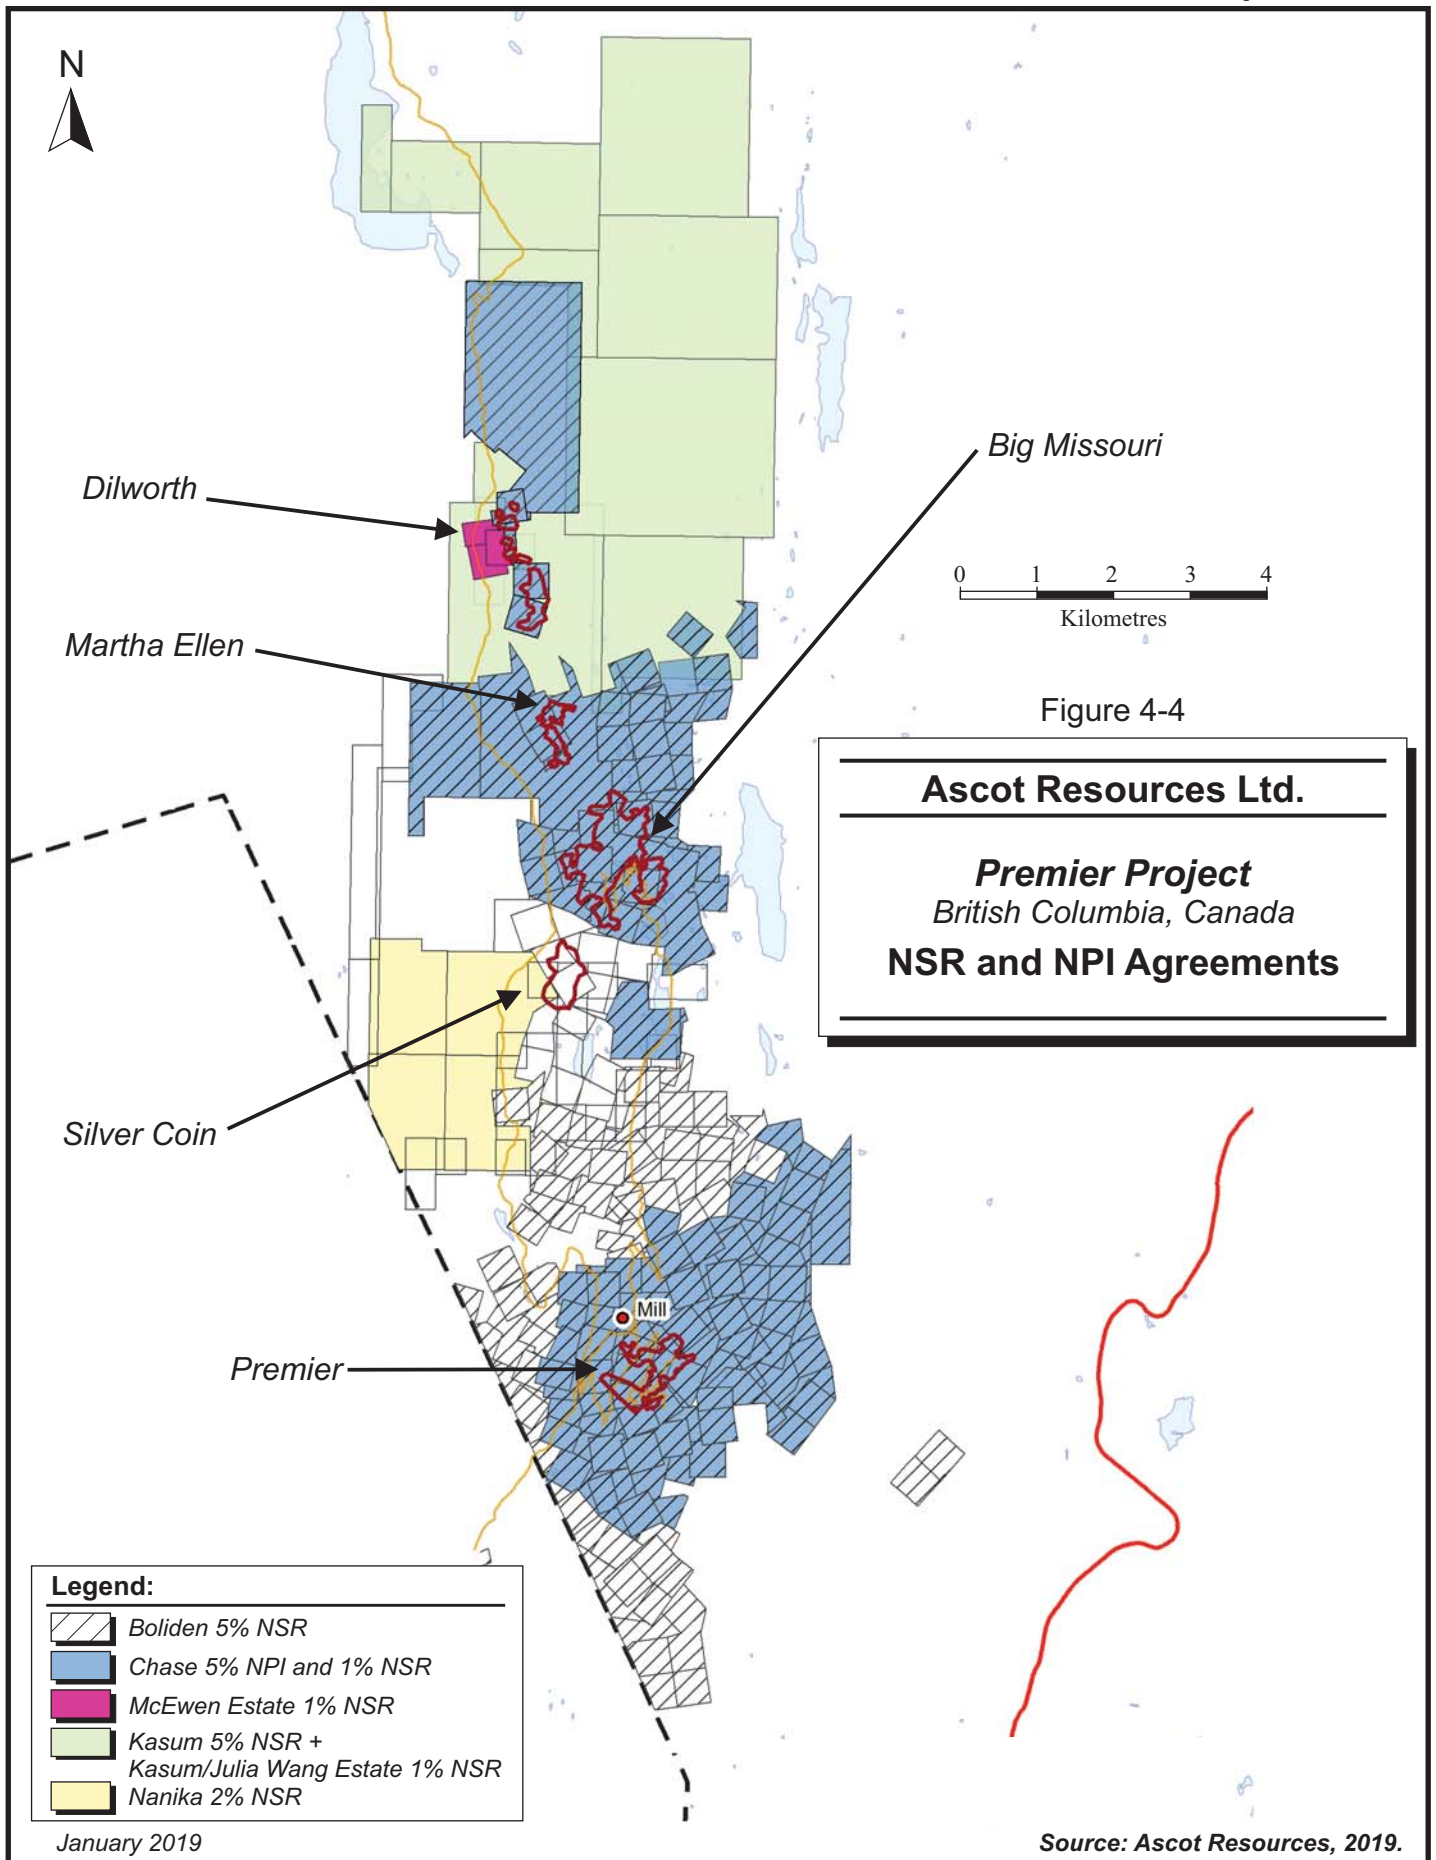 N
Dilworth
Big Missouri
0 1 2 3 4
Kilometres
Martha Ellen
Figure 4-4
Ascot Resources Ltd.
Premier Project
British Columbia, Canada
NSR and NPI Agreements
Silver Coin
Mill
Premier
Legend:
Boliden 5% NSR
Chase 5% NPI and 1% NSR
McEwen Estate 1% NSR
Kasum 5% NSR +
Kasum/Julia Wang Estate 1% NSR
Nanika 2% NSR
January 2019
Source: Ascot Resources, 2019.